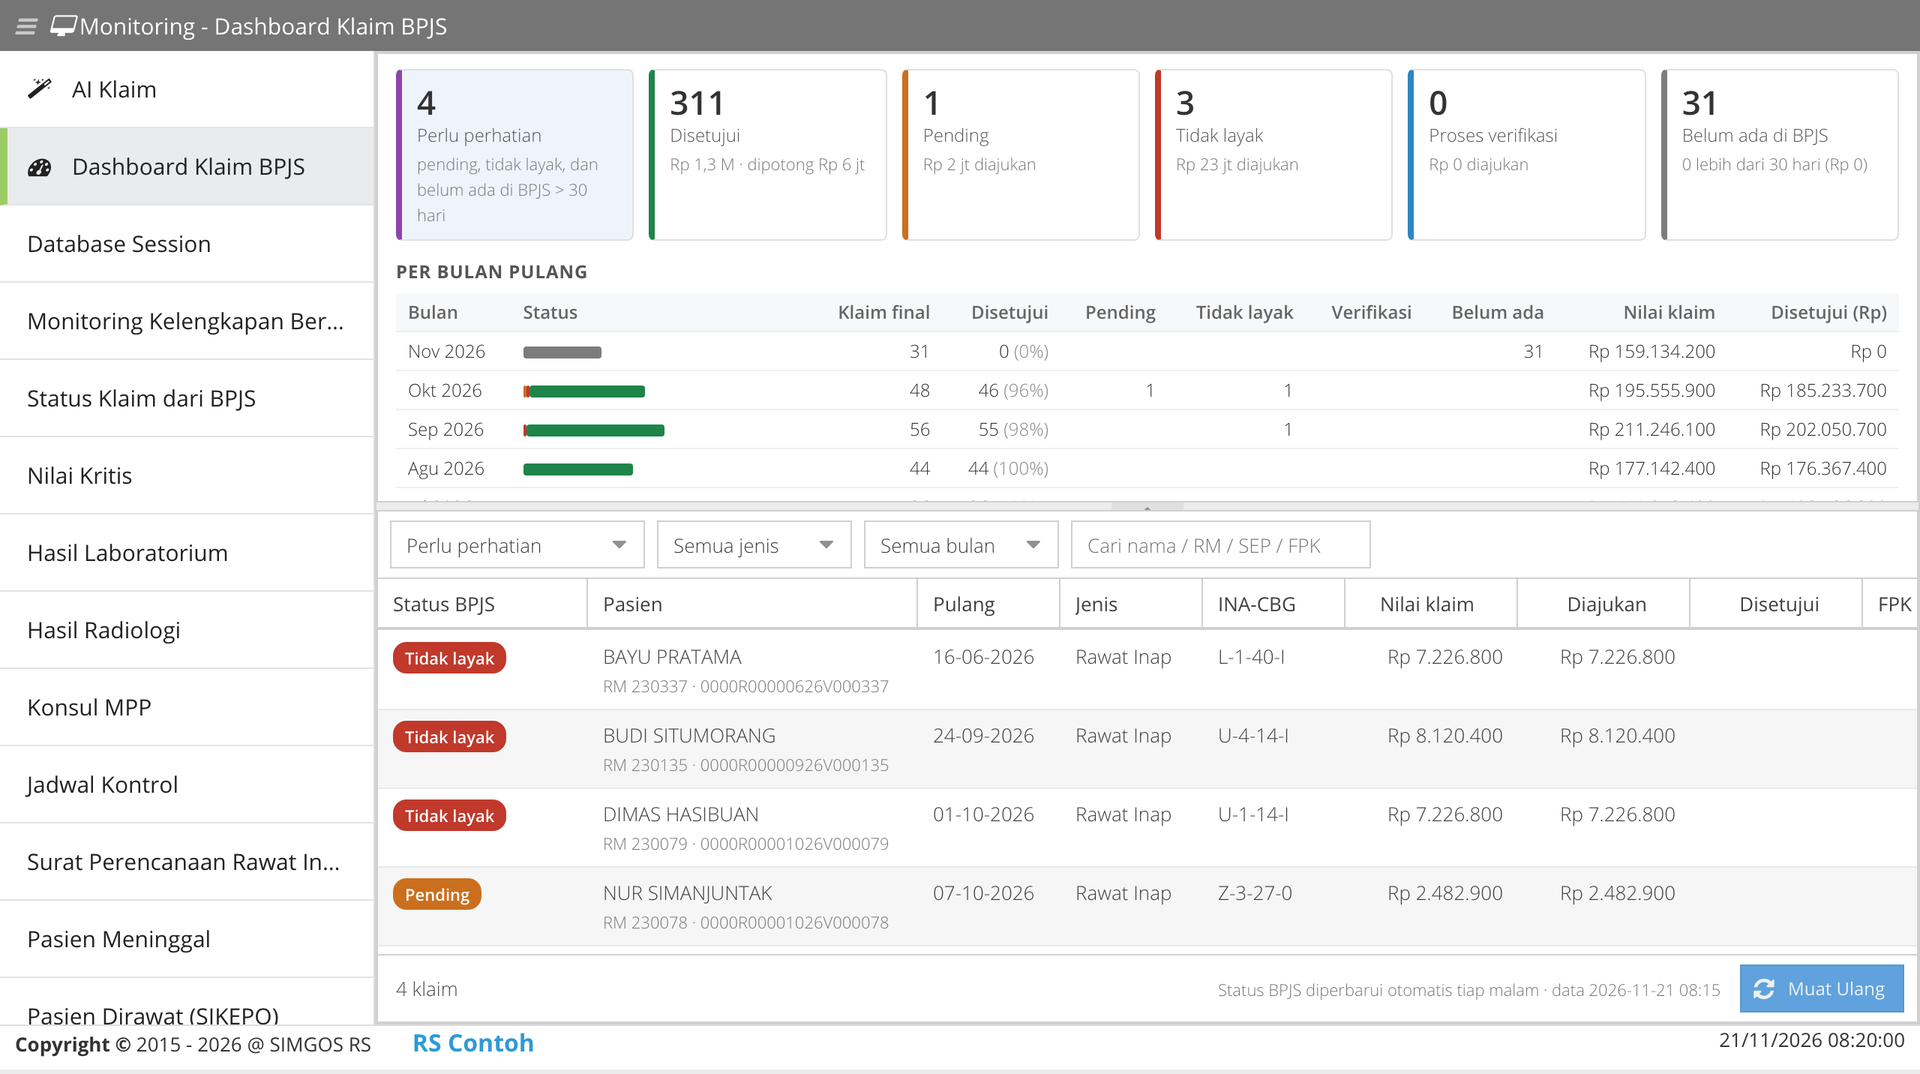 Monitoring - Dashboard Klaim BPJS
AI Klaim
Dashboard Klaim BPJS
Database Session
Monitoring Kelengkapan Ber...
Status Klaim dari BPJS
Nilai Kritis
Hasil Laboratorium
Hasil Radiologi
Konsul MPP
Jadwal Kontrol
Surat Perencanaan Rawat In...
Pasien Meninggal
Pasien Dirawat (SIKEPO)
4
Perlu perhatian
pending, tidak layak, dan
belum ada di BPJS > 30
hari
311
Disetujui
Rp 1,3 M · dipotong Rp 6 jt
1
Pending
Rp 2 jt diajukan
3
Tidak layak
Rp 23 jt diajukan
0
Proses verifikasi
Rp 0 diajukan
31
Belum ada di BPJS
0 lebih dari 30 hari (Rp 0)
PER BULAN PULANG
Bulan Status Klaim final Disetujui Pending Tidak layak Verifikasi Belum ada Nilai klaim Disetujui (Rp)
Nov 2026 31 0 (0%) 31 Rp 159.134.200 Rp 0
Okt 2026 48 46 (96%) 1 1 Rp 195.555.900 Rp 185.233.700
Sep 2026 56 55 (98%) 1 Rp 211.246.100 Rp 202.050.700
Agu 2026 44 44 (100%) Rp 177.142.400 Rp 176.367.400
Perlu perhatian Semua jenis Semua bulan Cari nama / RM / SEP / FPK
Status BPJS Pasien Pulang Jenis INA-CBG Nilai klaim Diajukan Disetujui FPK
Tidak layak BAYU PRATAMA 16-06-2026 Rawat Inap L-1-40-I Rp 7.226.800 Rp 7.226.800
RM 230337 · 0000R00000626V000337
Tidak layak BUDI SITUMORANG 24-09-2026 Rawat Inap U-4-14-I Rp 8.120.400 Rp 8.120.400
RM 230135 · 0000R00000926V000135
Tidak layak DIMAS HASIBUAN 01-10-2026 Rawat Inap U-1-14-I Rp 7.226.800 Rp 7.226.800
RM 230079 · 0000R00001026V000079
Pending NUR SIMANJUNTAK 07-10-2026 Rawat Inap Z-3-27-0 Rp 2.482.900 Rp 2.482.900
RM 230078 · 0000R00001026V000078
4 klaim Status BPJS diperbarui otomatis tiap malam · data 2026-11-21 08:15 Muat Ulang
Copyright © 2015 - 2026 @ SIMGOS RS RS Contoh 21/11/2026 08:20:00